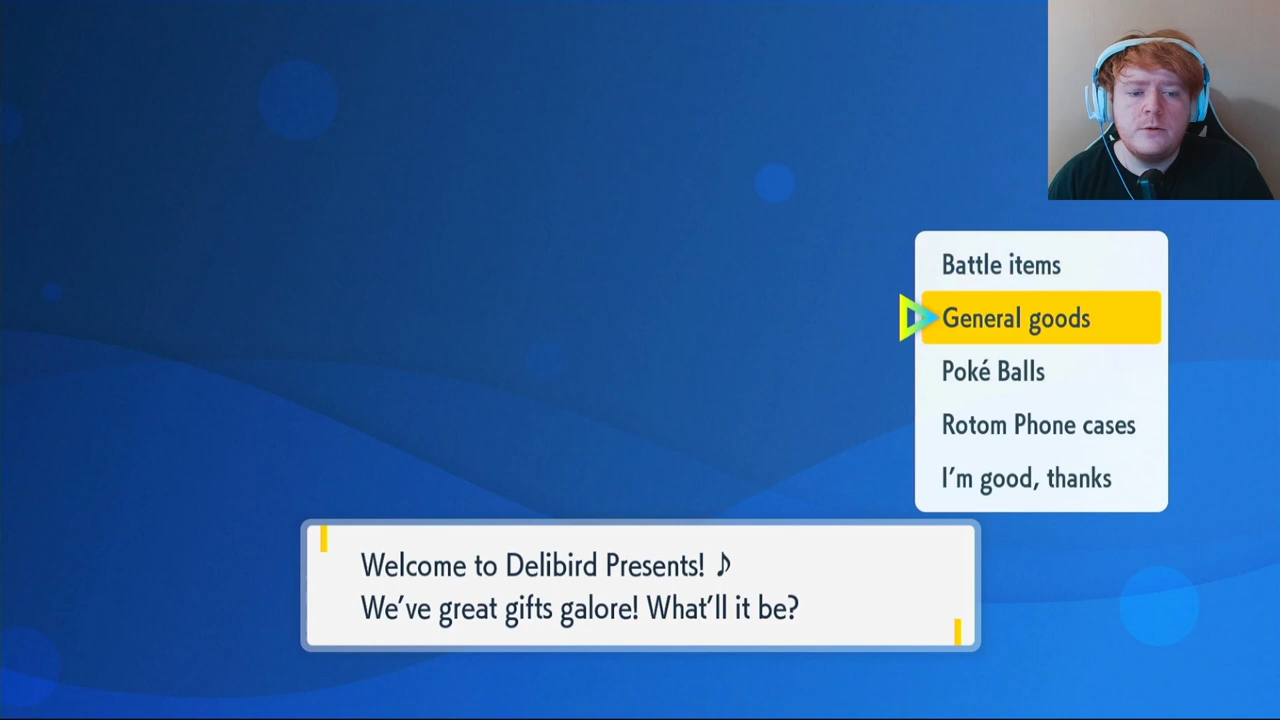 Battle items
General goods
Poké Balls
Rotom Phone cases
I'm good, thanks
Welcome to Delibird Presents! ♪
We've great gifts galore! What'll it be?